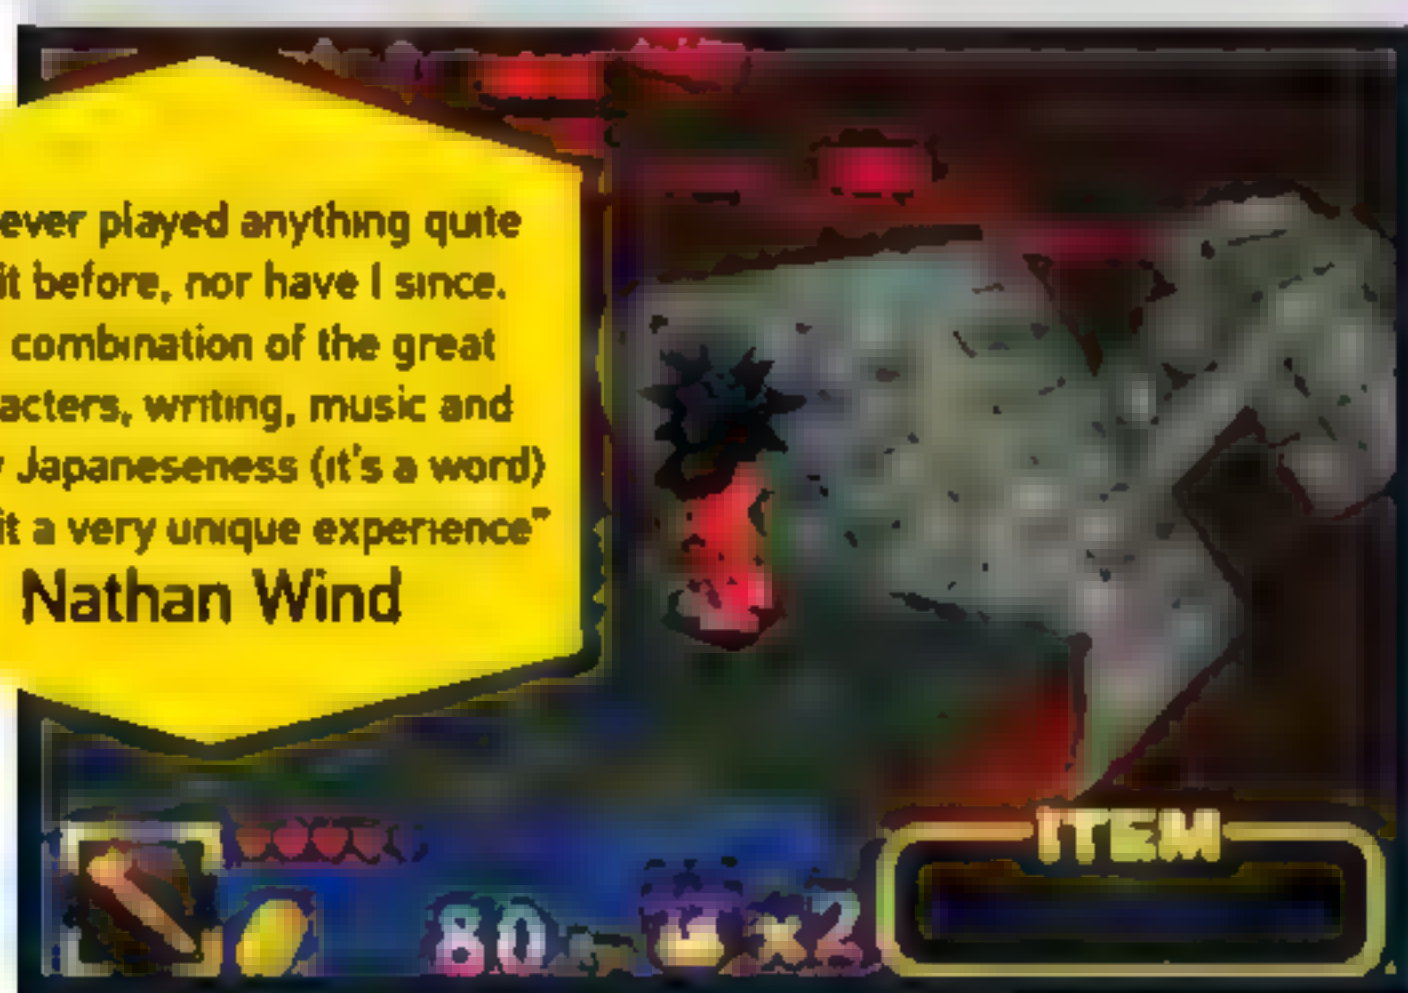 ever played anything quite
it before, nor have I since.
combination of the great
acters, writing, music and
Japaneseness (it's a word)
it a very unique experience"
Nathan Wind
ITEM
80
x2